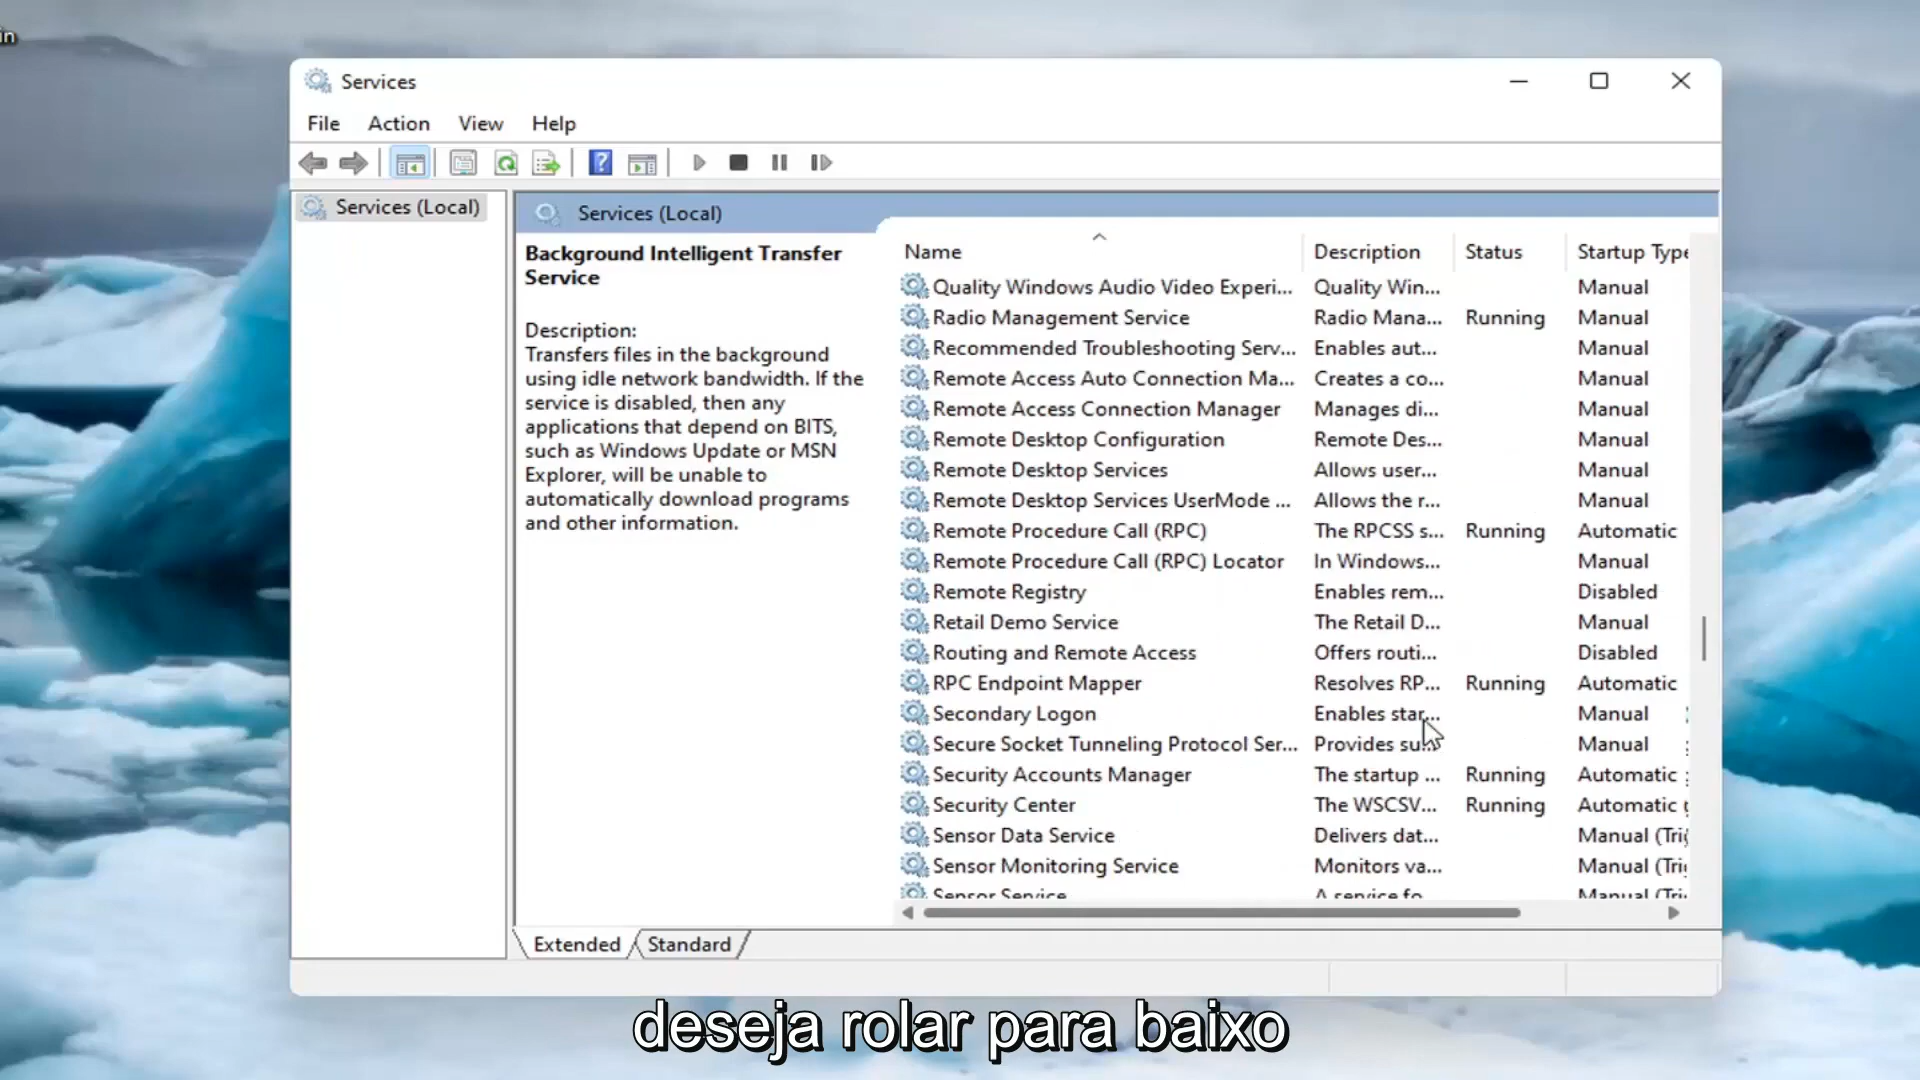 in
Services
File Action View Help
Services (Local)
Services (Local)
Background Intelligent Transfer
Service
Description:
Transfers files in the background
using idle network bandwidth. If the
service is disabled, then any
applications that depend on BITS,
such as Windows Update or MSN
Explorer, will be unable to
automatically download programs
and other information.
Name Description Status Startup Type
Quality Windows Audio Video Experi... Quality Win... Manual
Radio Management Service Radio Mana... Running Manual
Recommended Troubleshooting Serv... Enables aut... Manual
Remote Access Auto Connection Ma... Creates a co... Manual
Remote Access Connection Manager Manages di... Manual
Remote Desktop Configuration Remote Des... Manual
Remote Desktop Services Allows user... Manual
Remote Desktop Services UserMode ... Allows the r... Manual
Remote Procedure Call (RPC) The RPCSS s... Running Automatic
Remote Procedure Call (RPC) Locator In Windows... Manual
Remote Registry Enables rem... Disabled
Retail Demo Service The Retail D... Manual
Routing and Remote Access Offers routi... Disabled
RPC Endpoint Mapper Resolves RP... Running Automatic
Secondary Logon Enables star... Manual
Secure Socket Tunneling Protocol Ser... Provides su... Manual
Security Accounts Manager The startup ... Running Automatic
Security Center The WSCSV... Running Automatic
Sensor Data Service Delivers dat... Manual (Trig
Sensor Monitoring Service Monitors va... Manual (Trig
Sensor Service A service fo... Manual (Trig
Extended Standard
deseja rolar para baixo